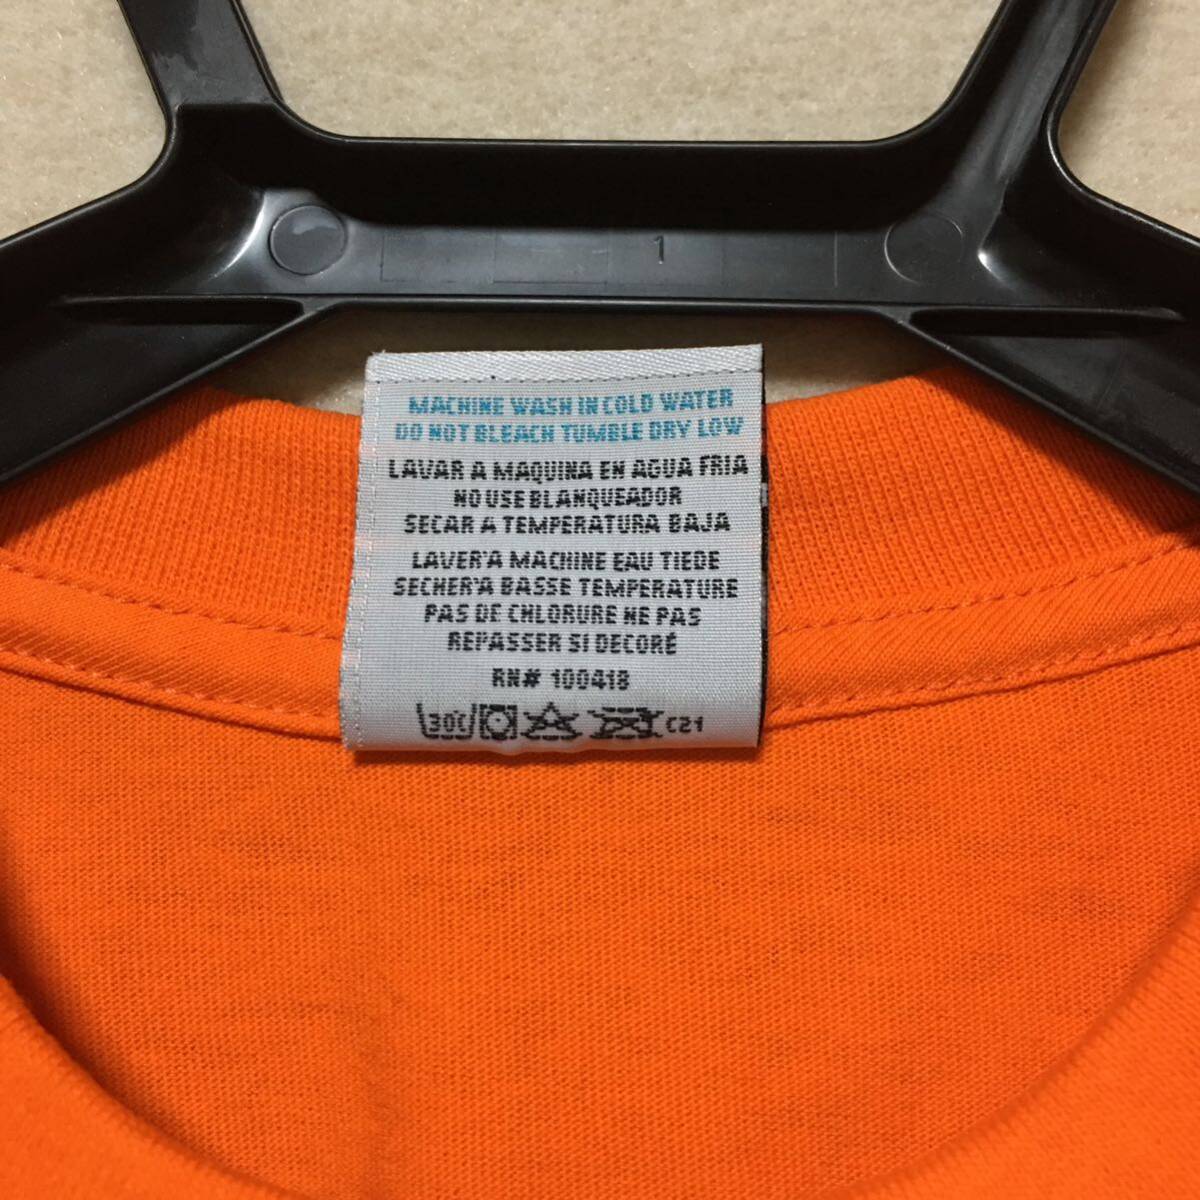 1
MACHINE WASH IN COLD WATER
DO NOT BLEACH TUMBLE DRY LOW
LAVAR A MAQUINA EN AGUA FRIA
NO USE BLANQUEADOR
SECAR A TEMPERATURA BAJA
LAVER'A MACHINE EAU TIEDE
SECHER'A BASSE TEMPERATURE
PAS DE CHLORURE NE PAS
REPASSER SI DECORÉ
RN# 100418
30C C21